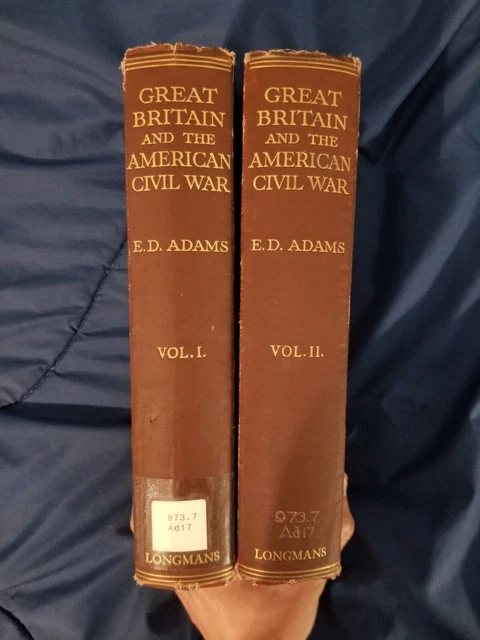 GREAT
BRITAIN
AND THE
AMERICAN
CIVIL WAR
E.D. ADAMS
VOL. I.
973.7
Ad17
LONGMANS
GREAT
BRITAIN
AND THE
AMERICAN
CIVIL WAR
E.D. ADAMS
VOL. II.
973.7
Ad17
LONGMANS